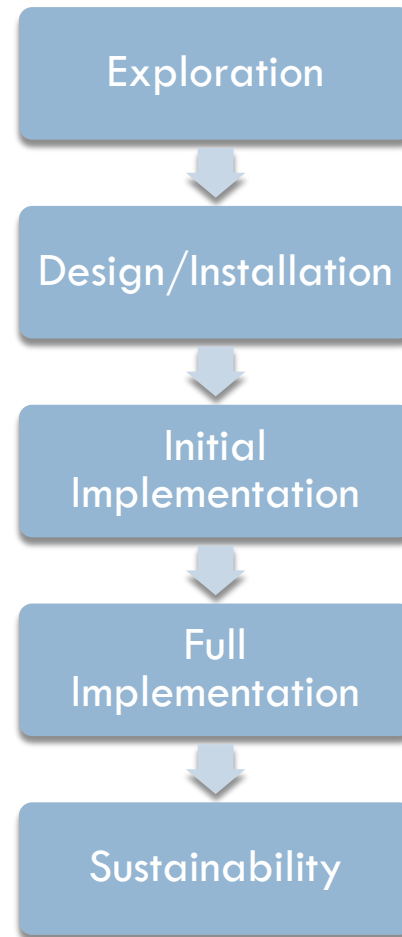 Exploration
Design/Installation
Initial
Implementation
Full
Implementation
Sustainability